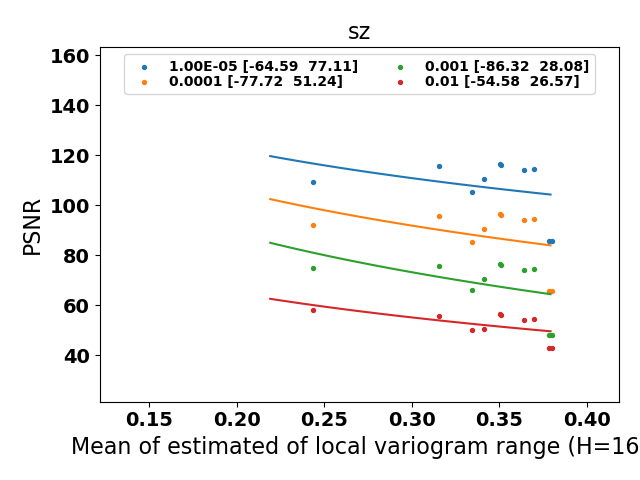 sz
1.00E-05 [-64.59  77.11]
0.0001 [-77.72  51.24]
0.001 [-86.32  28.08]
0.01 [-54.58  26.57]
160
140
120
100
80
60
40
PSNR
0.15 0.20 0.25 0.30 0.35 0.40
Mean of estimated of local variogram range (H=16